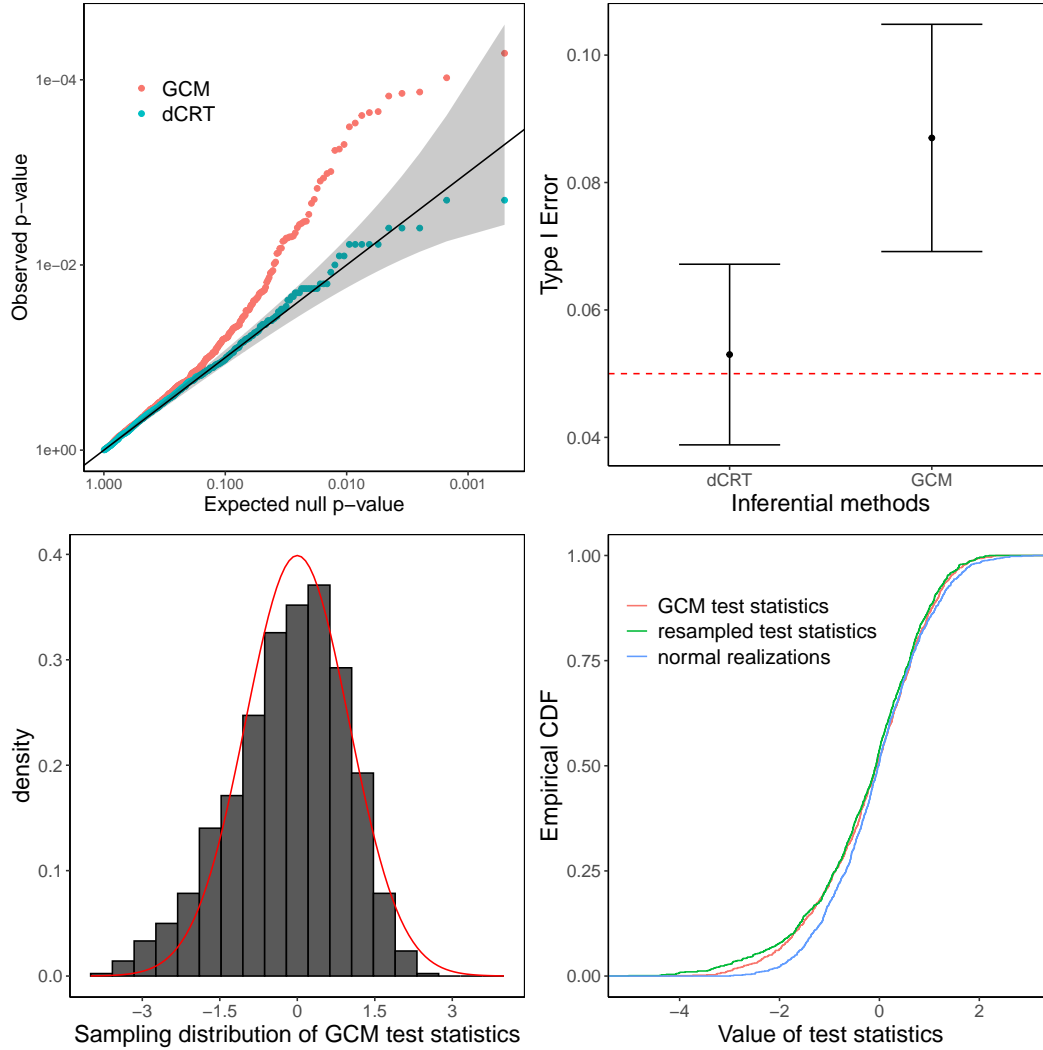 1e−04
1e−02
1e+00
Observed p−value
GCM
dCRT
1.000
0.100
0.010
0.001
Expected null p−value
0.10
0.08
0.06
0.04
Type I Error
dCRT
GCM
Inferential methods
0.4
0.3
0.2
0.1
0.0
density
−3
−1.5
0
1.5
3
Sampling distribution of GCM test statistics
1.00
0.75
0.50
0.25
0.00
Empirical CDF
GCM test statistics
resampled test statistics
normal realizations
−4
−2
0
2
Value of test statistics